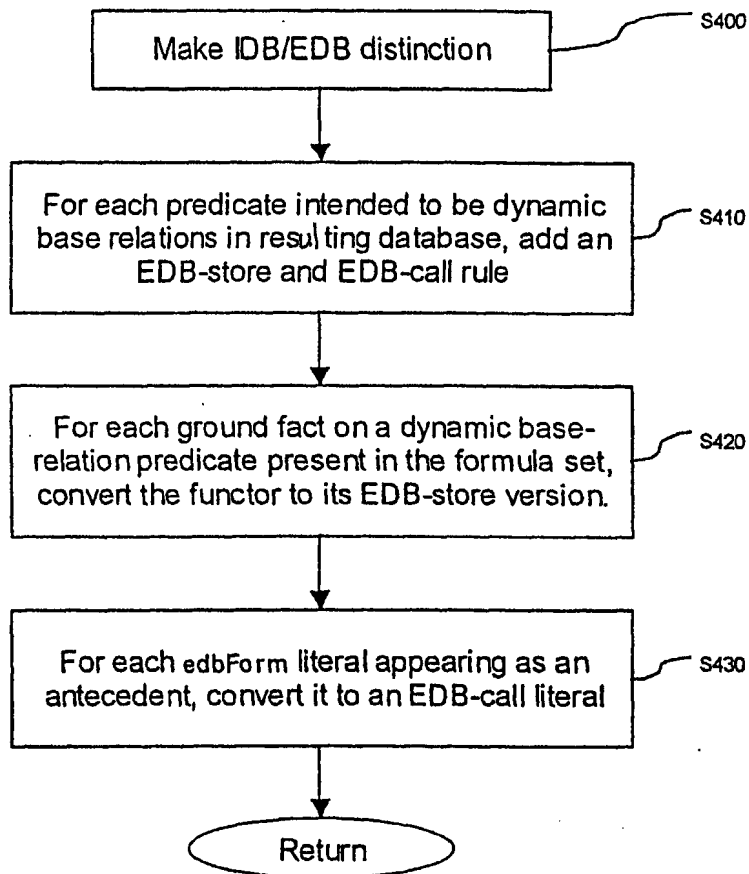 Make IDB/EDB distinction
S400
For each predicate intended to be dynamic
base relations in resulting database, add an
EDB-store and EDB-call rule
S410
For each ground fact on a dynamic base-
relation predicate present in the formula set,
convert the functor to its EDB-store version.
S420
For each edbForm literal appearing as an
antecedent, convert it to an EDB-call literal
S430
Return